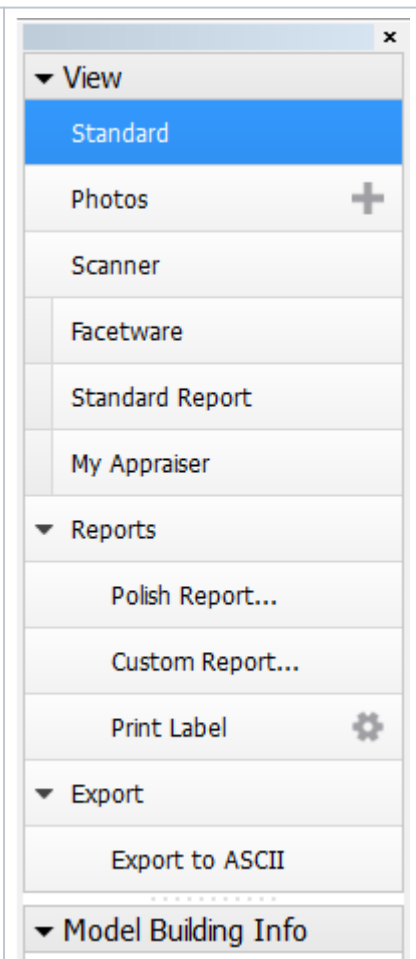 View
Standard
Photos
Scanner
Facetware
Standard Report
My Appraiser
Reports
Polish Report...
Custom Report...
Print Label
Export
Export to ASCII
Model Building Info